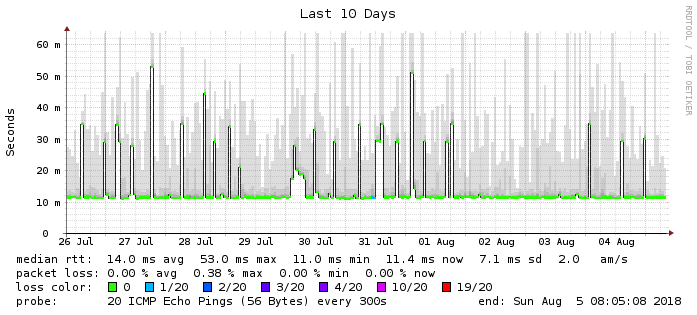 Last 10 Days
RRDTOOL / TOBI OETIKER
Seconds
60 m
50 m
40 m
30 m
20 m
10 m
0
26 Jul 27 Jul 28 Jul 29 Jul 30 Jul 31 Jul 01 Aug 02 Aug 03 Aug 04 Aug
median rtt: 14.0 ms avg 53.0 ms max 11.0 ms min 11.4 ms now 7.1 ms sd 2.0 am/s
packet loss: 0.00 % avg 0.38 % max 0.00 % min 0.00 % now
loss color: 0 1/20 2/20 3/20 4/20 10/20 19/20
probe: 20 ICMP Echo Pings (56 Bytes) every 300s end: Sun Aug 5 08:05:08 2018